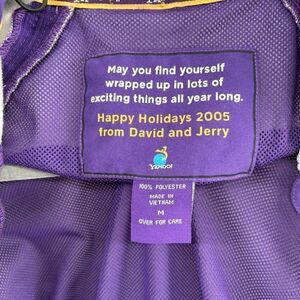 May you find yourself
wrapped up in lots of
exciting things all year long.
Happy Holidays 2005
from David and Jerry
YAHOO!
100% POLYESTER
MADE IN
VIETNAM
M
OVER FOR CARE